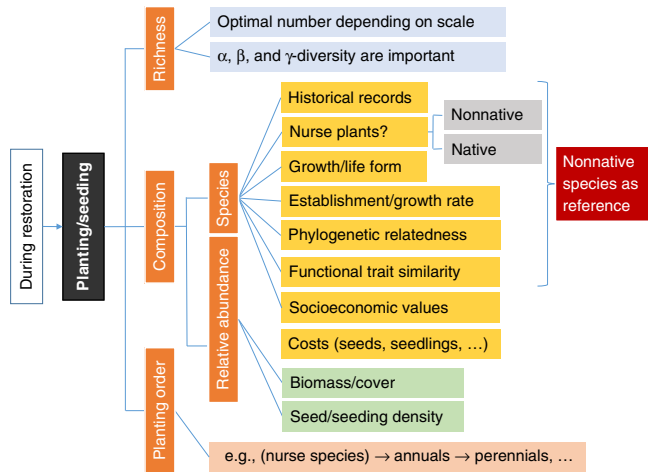 During restoration
Planting/seeding
Richness
Optimal number depending on scale
α, β, and γ-diversity are important
Composition
Species
Historical records
Nurse plants?
Nonnative
Native
Growth/life form
Establishment/growth rate
Phylogenetic relatedness
Functional trait similarity
Socioeconomic values
Costs (seeds, seedlings, …)
Nonnative
species as
reference
Relative abundance
Biomass/cover
Seed/seeding density
Planting order
e.g., (nurse species) → annuals → perennials, …